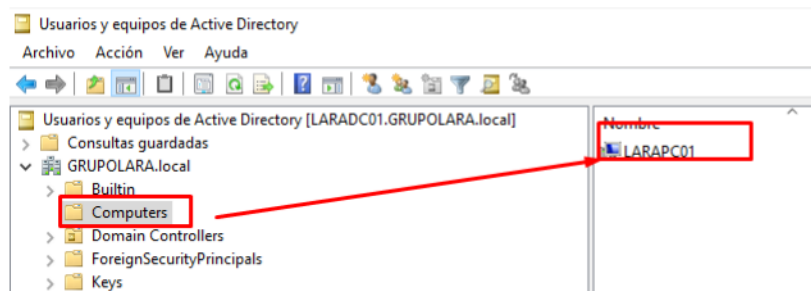 Usuarios y equipos de Active Directory
Archivo Acción Ver Ayuda
Usuarios y equipos de Active Directory [LARADC01.GRUPOLARA.local]
Consultas guardadas
GRUPOLARA.local
Builtin
Computers
Domain Controllers
ForeignSecurityPrincipals
Keys
Nombre
LARAPC01